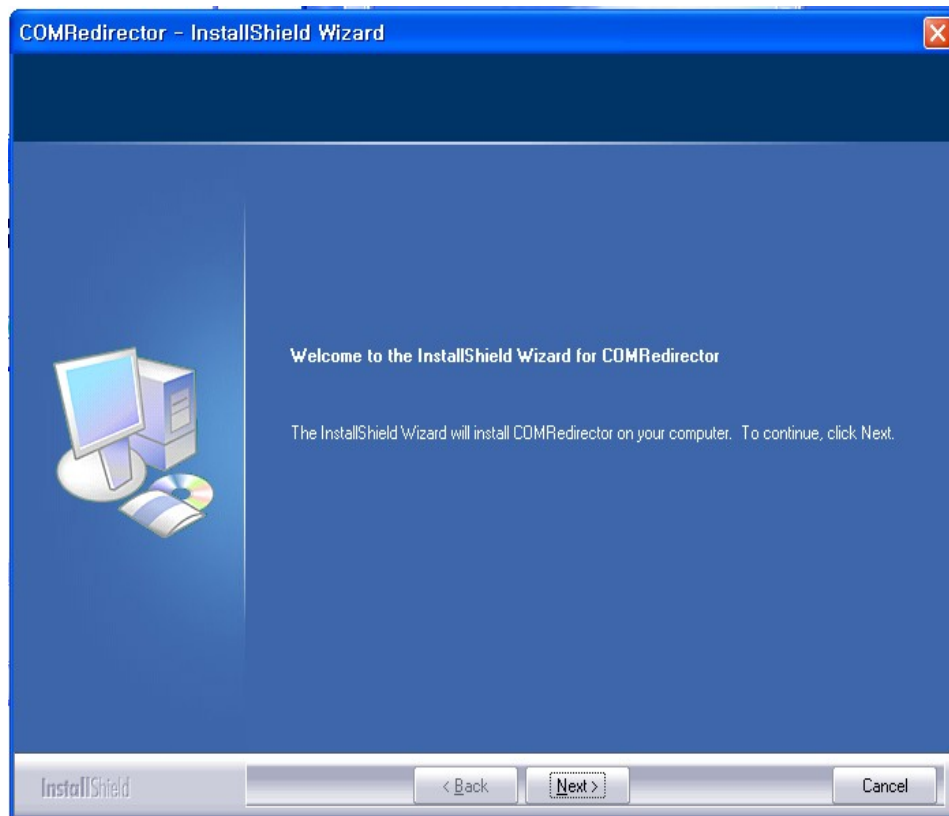 COMRedirector - InstallShield Wizard
Welcome to the InstallShield Wizard for COMRedirector
The InstallShield Wizard will install COMRedirector on your computer. To continue, click Next.
InstallShield
< Back
Next >
Cancel